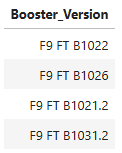 Booster_Version
F9 FT B1022
F9 FT B1026
F9 FT B1021.2
F9 FT B1031.2